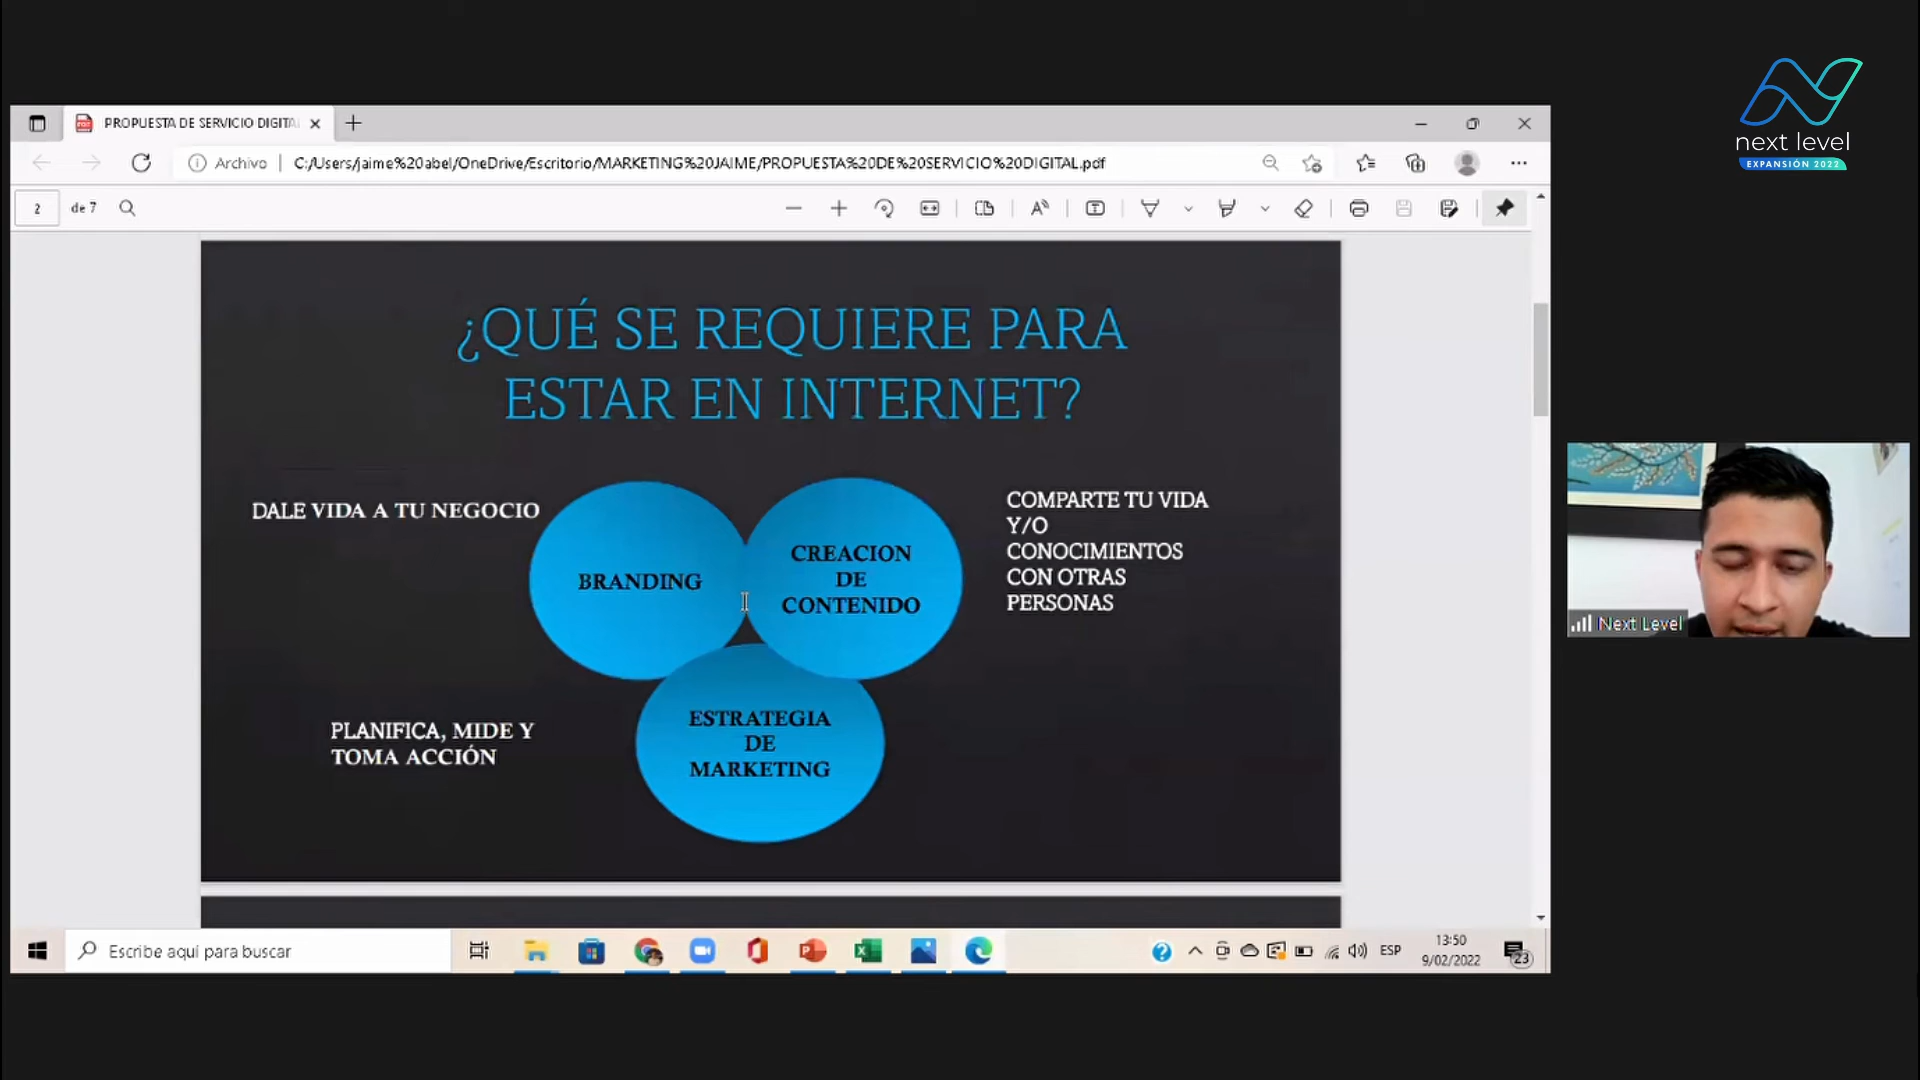 next level
EXPANSIÓN 2022
PROPUESTA DE SERVICIO DIGITA
Archivo
C:/Users/jaime%20abel/OneDrive/Escritorio/MARKETING%20JAIME/PROPUESTA%20DE%20SERVICIO%20DIGITAL.pdf
2 de 7
¿QUÉ SE REQUIERE PARA
ESTAR EN INTERNET?
DALE VIDA A TU NEGOCIO
BRANDING
CREACION
DE
CONTENIDO
COMPARTE TU VIDA
Y/O
CONOCIMIENTOS
CON OTRAS
PERSONAS
PLANIFICA, MIDE Y
TOMA ACCIÓN
ESTRATEGIA
DE
MARKETING
Next Level
Escribe aquí para buscar
ESP
13:50
9/02/2022
23